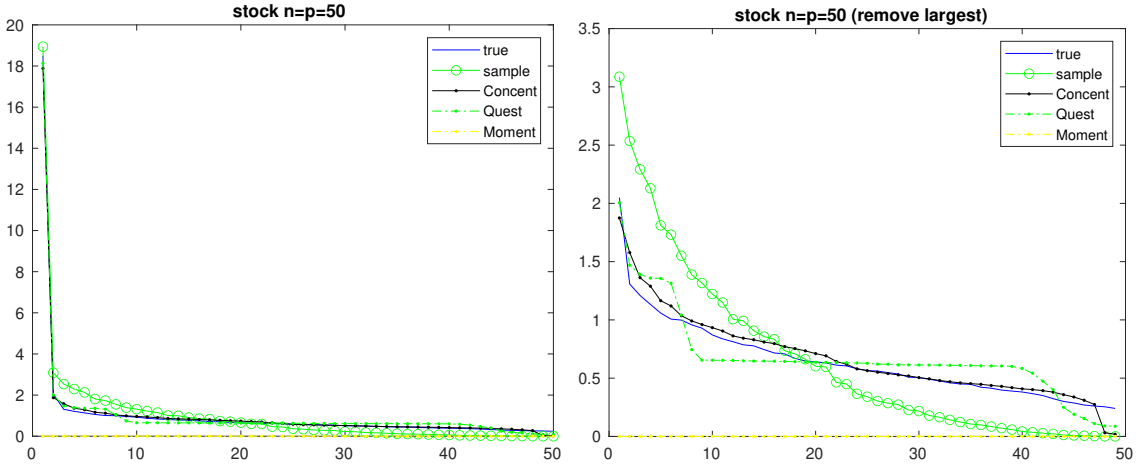 stock n=p=50
20
18
16
14
12
10
8
6
4
2
0
0
10
20
30
40
50
true
sample
Concent
Quest
Moment
stock n=p=50 (remove largest)
3.5
3
2.5
2
1.5
1
0.5
0
0
10
20
30
40
50
true
sample
Concent
Quest
Moment